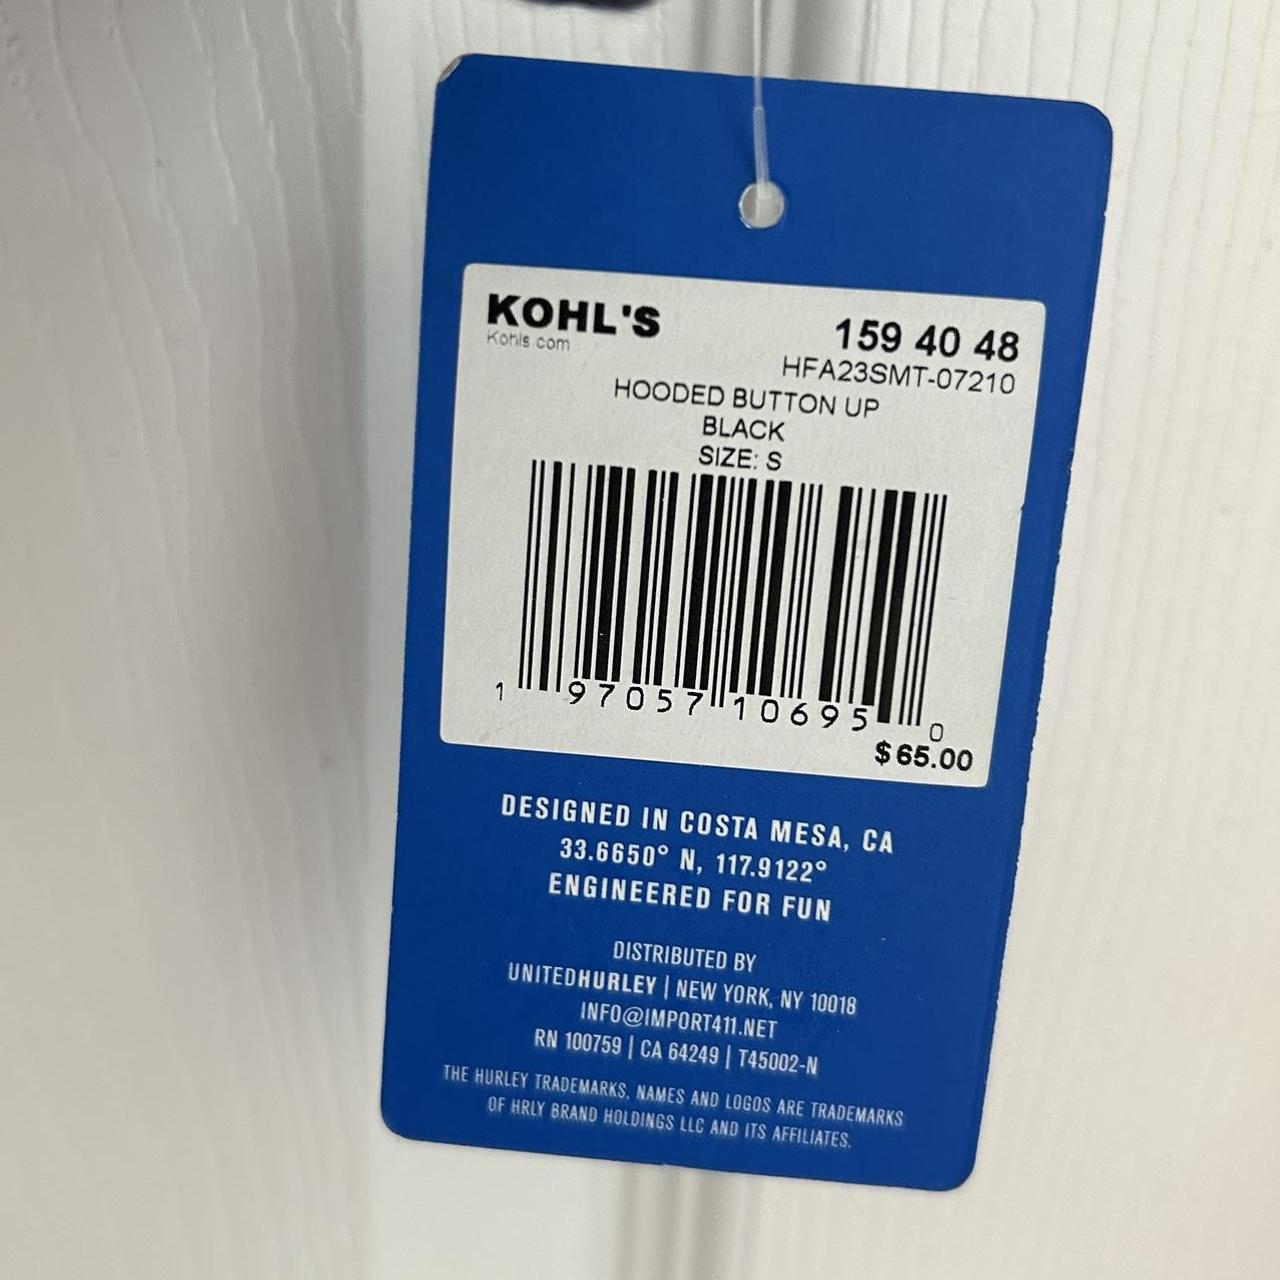 KOHL'S
Kohls.com
159 40 48
HFA23SMT-07210
HOODED BUTTON UP
BLACK
SIZE: S
1 97057 10695 0
$65.00
DESIGNED IN COSTA MESA, CA
33.6650° N, 117.9122°
ENGINEERED FOR FUN
DISTRIBUTED BY
UNITEDHURLEY | NEW YORK, NY 10018
INFO@IMPORT411.NET
RN 100759 | CA 64249 | T45002-N
THE HURLEY TRADEMARKS, NAMES AND LOGOS ARE TRADEMARKS
OF HRLY BRAND HOLDINGS LLC AND ITS AFFILIATES.